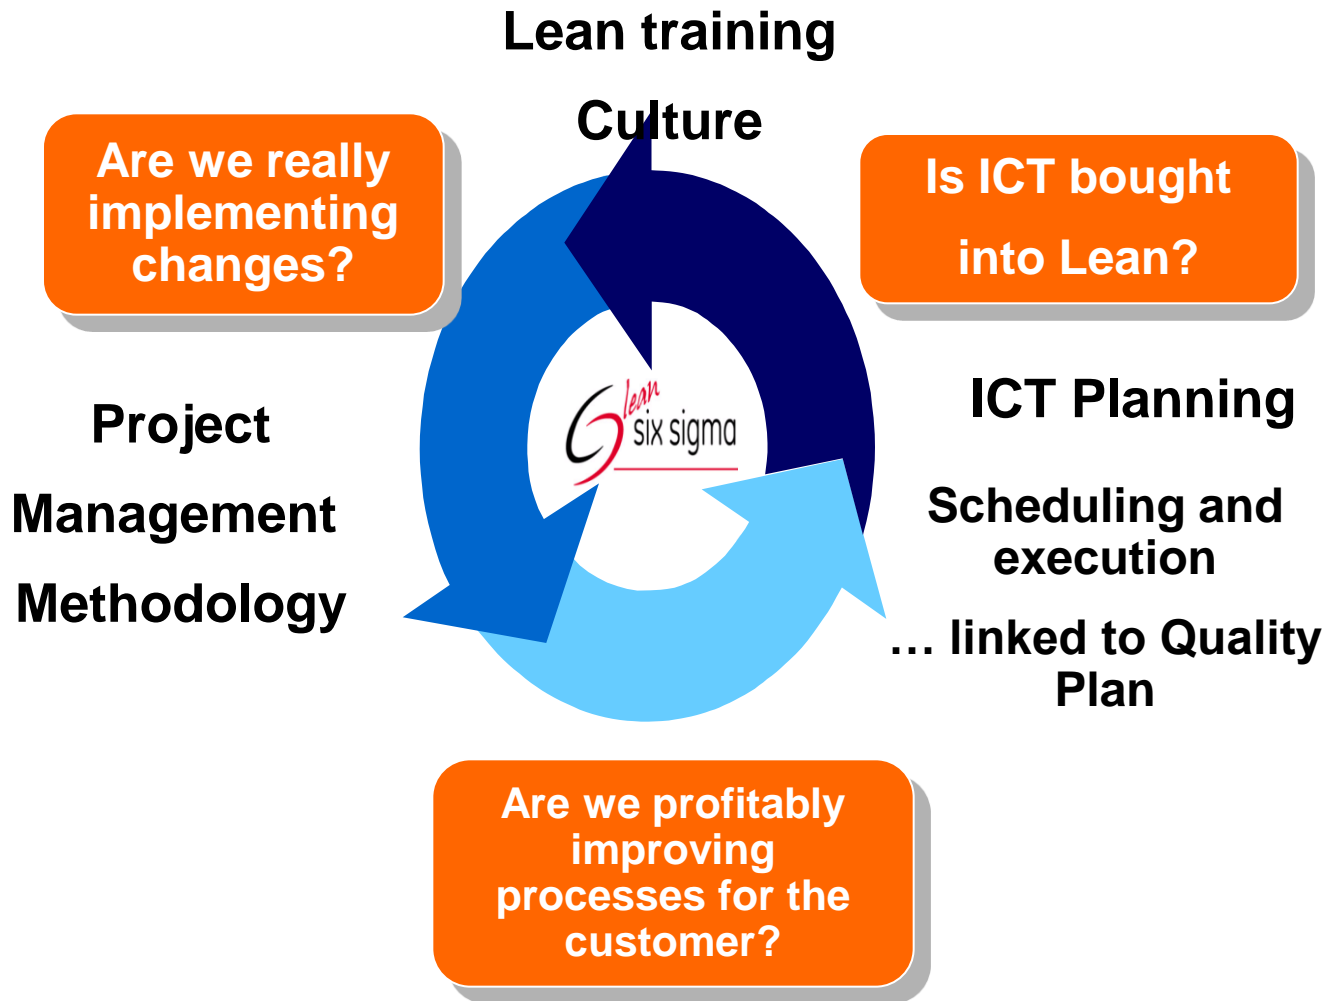 Lean training
Culture
Are we really
implementing
changes?
Is ICT bought
into Lean?
lean
six sigma
Project
Management
Methodology
ICT Planning
Scheduling and
execution
… linked to Quality
Plan
Are we profitably
improving
processes for the
customer?